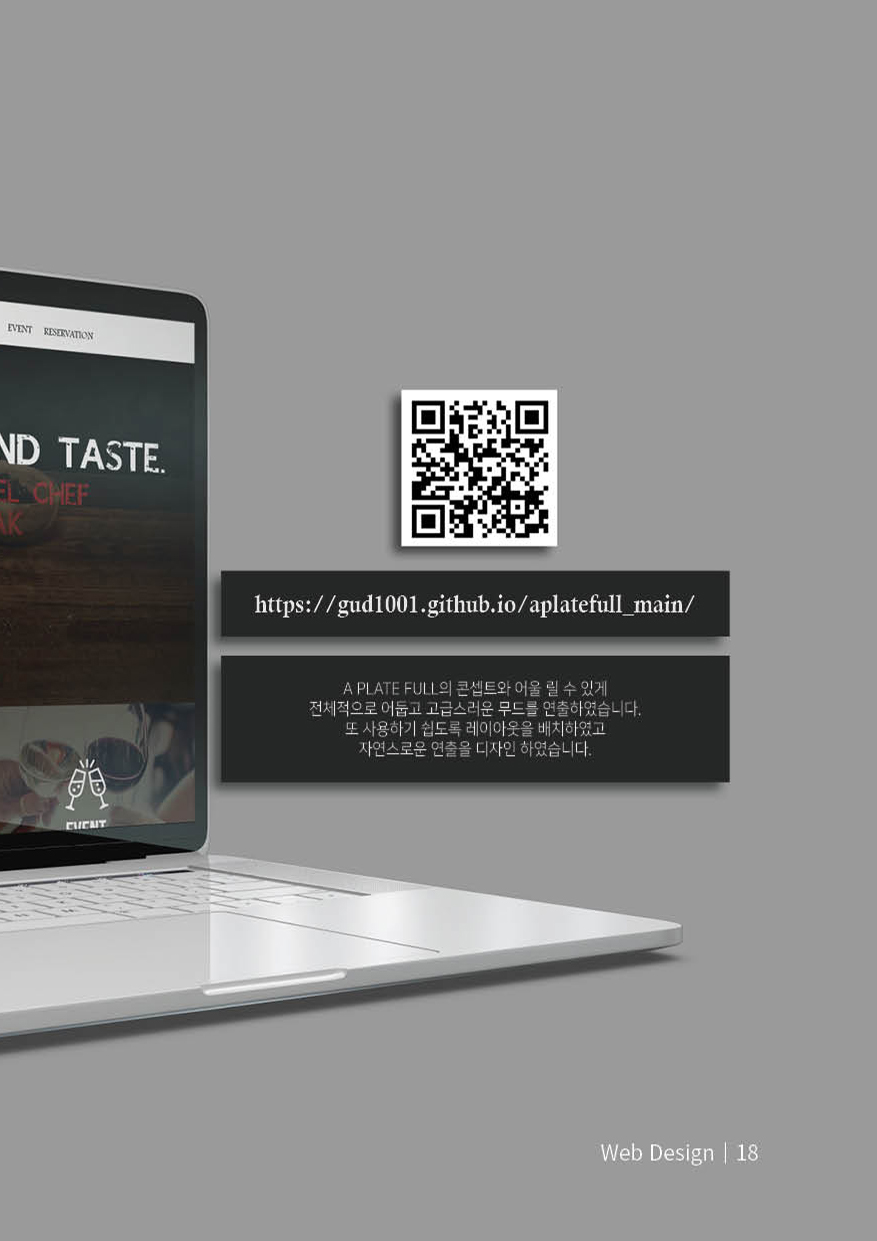 EVENT RESERVATION
ND TASTE.
EL CHEF
AK
EVENT
https://gud1001.github.io/aplatefull_main/
A PLATE FULL의 콘셉트와 어울 릴 수 있게
전체적으로 어둡고 고급스러운 무드를 연출하였습니다.
또 사용하기 쉽도록 레이아웃을 배치하였고
자연스로운 연출을 디자인 하였습니다.
Web Design | 18